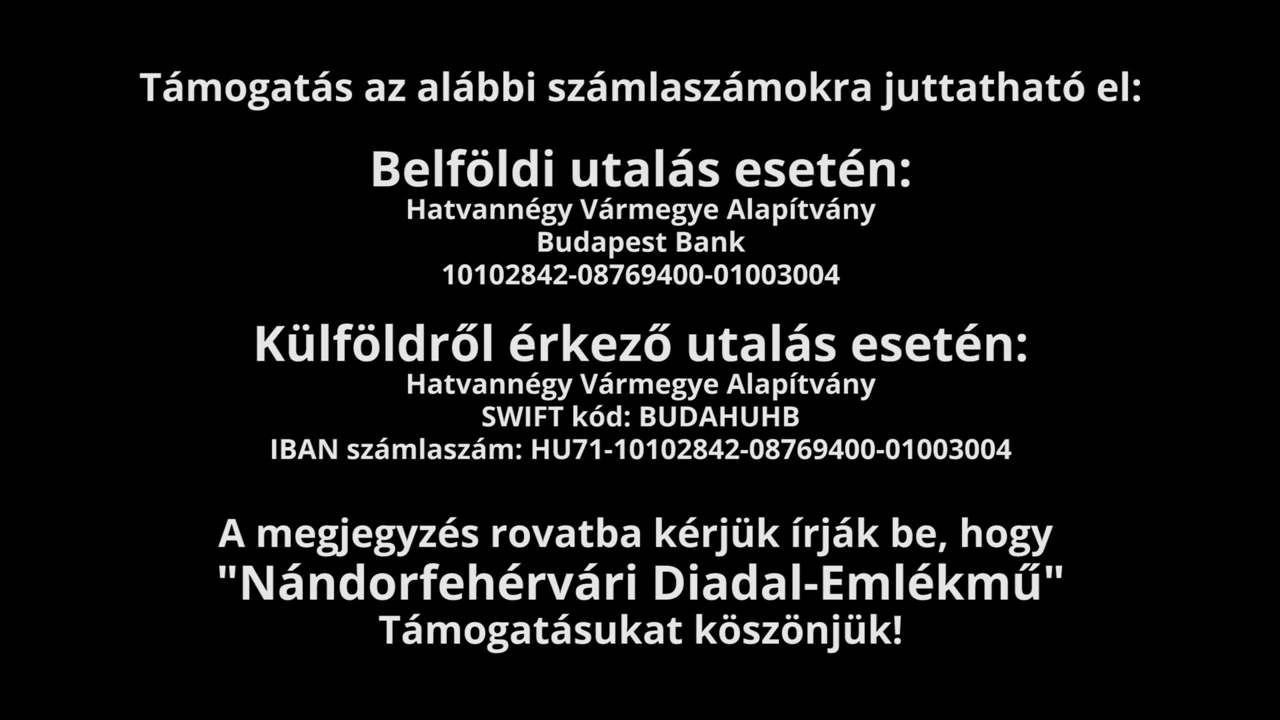 Támogatás az alábbi számlaszámokra juttatható el:
Belföldi utalás esetén:
Hatvannégy Vármegye Alapítvány
Budapest Bank
10102842-08769400-01003004
Külföldről érkező utalás esetén:
Hatvannégy Vármegye Alapítvány
SWIFT kód: BUDAHUHB
IBAN számlaszám: HU71-10102842-08769400-01003004
A megjegyzés rovatba kérjük írják be, hogy
"Nándorfehérvári Diadal-Emlékmű"
Támogatásukat köszönjük!